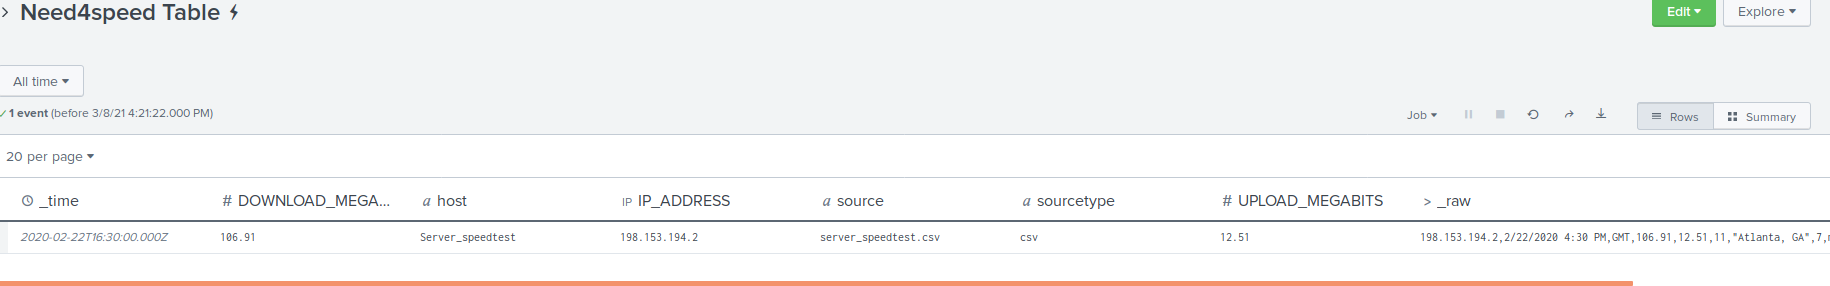 Need4speed Table
Edit Explore
All time
1 event (before 3/8/21 4:21:22.000 PM)
Job Rows Summary
20 per page
_time # DOWNLOAD_MEGA... a host IP IP_ADDRESS a source a sourcetype # UPLOAD_MEGABITS > _raw
2020-02-22T16:30:00.000Z 106.91 Server_speedtest 198.153.194.2 server_speedtest.csv csv 12.51 198.153.194.2,2/22/2020 4:30 PM,GMT,106.91,12.51,11,"Atlanta, GA",7,